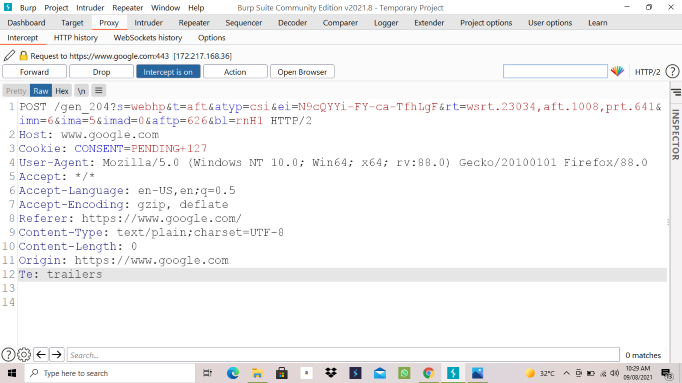 Burp Project Intruder Repeater Window Help Burp Suite Community Edition v2021.8 - Temporary Project
Dashboard Target Proxy Intruder Repeater Sequencer Decoder Comparer Logger Extender Project options User options Learn
Intercept HTTP history WebSockets history Options
Request to https://www.google.com:443 [172.217.168.36]
Forward Drop Intercept is on Action Open Browser HTTP/2 ?
Pretty Raw Hex \n
INSPECTOR
1 POST /gen_204?s=webhp&t=aft&atyp=csi&ei=N9cQYYi-FY-ca-TfhLgF&rt=wsrt.23034,aft.1008,prt.641&
imn=6&ima=5&imad=0&aftp=626&bl=rnH1 HTTP/2
2 Host: www.google.com
3 Cookie: CONSENT=PENDING+127
4 User-Agent: Mozilla/5.0 (Windows NT 10.0; Win64; x64; rv:88.0) Gecko/20100101 Firefox/88.0
5 Accept: */*
6 Accept-Language: en-US,en;q=0.5
7 Accept-Encoding: gzip, deflate
8 Referer: https://www.google.com/
9 Content-Type: text/plain;charset=UTF-8
10 Content-Length: 0
11 Origin: https://www.google.com
12 Te: trailers
13
14
? Search... 0 matches
Type here to search 32°C 10:29 AM
09/08/2021